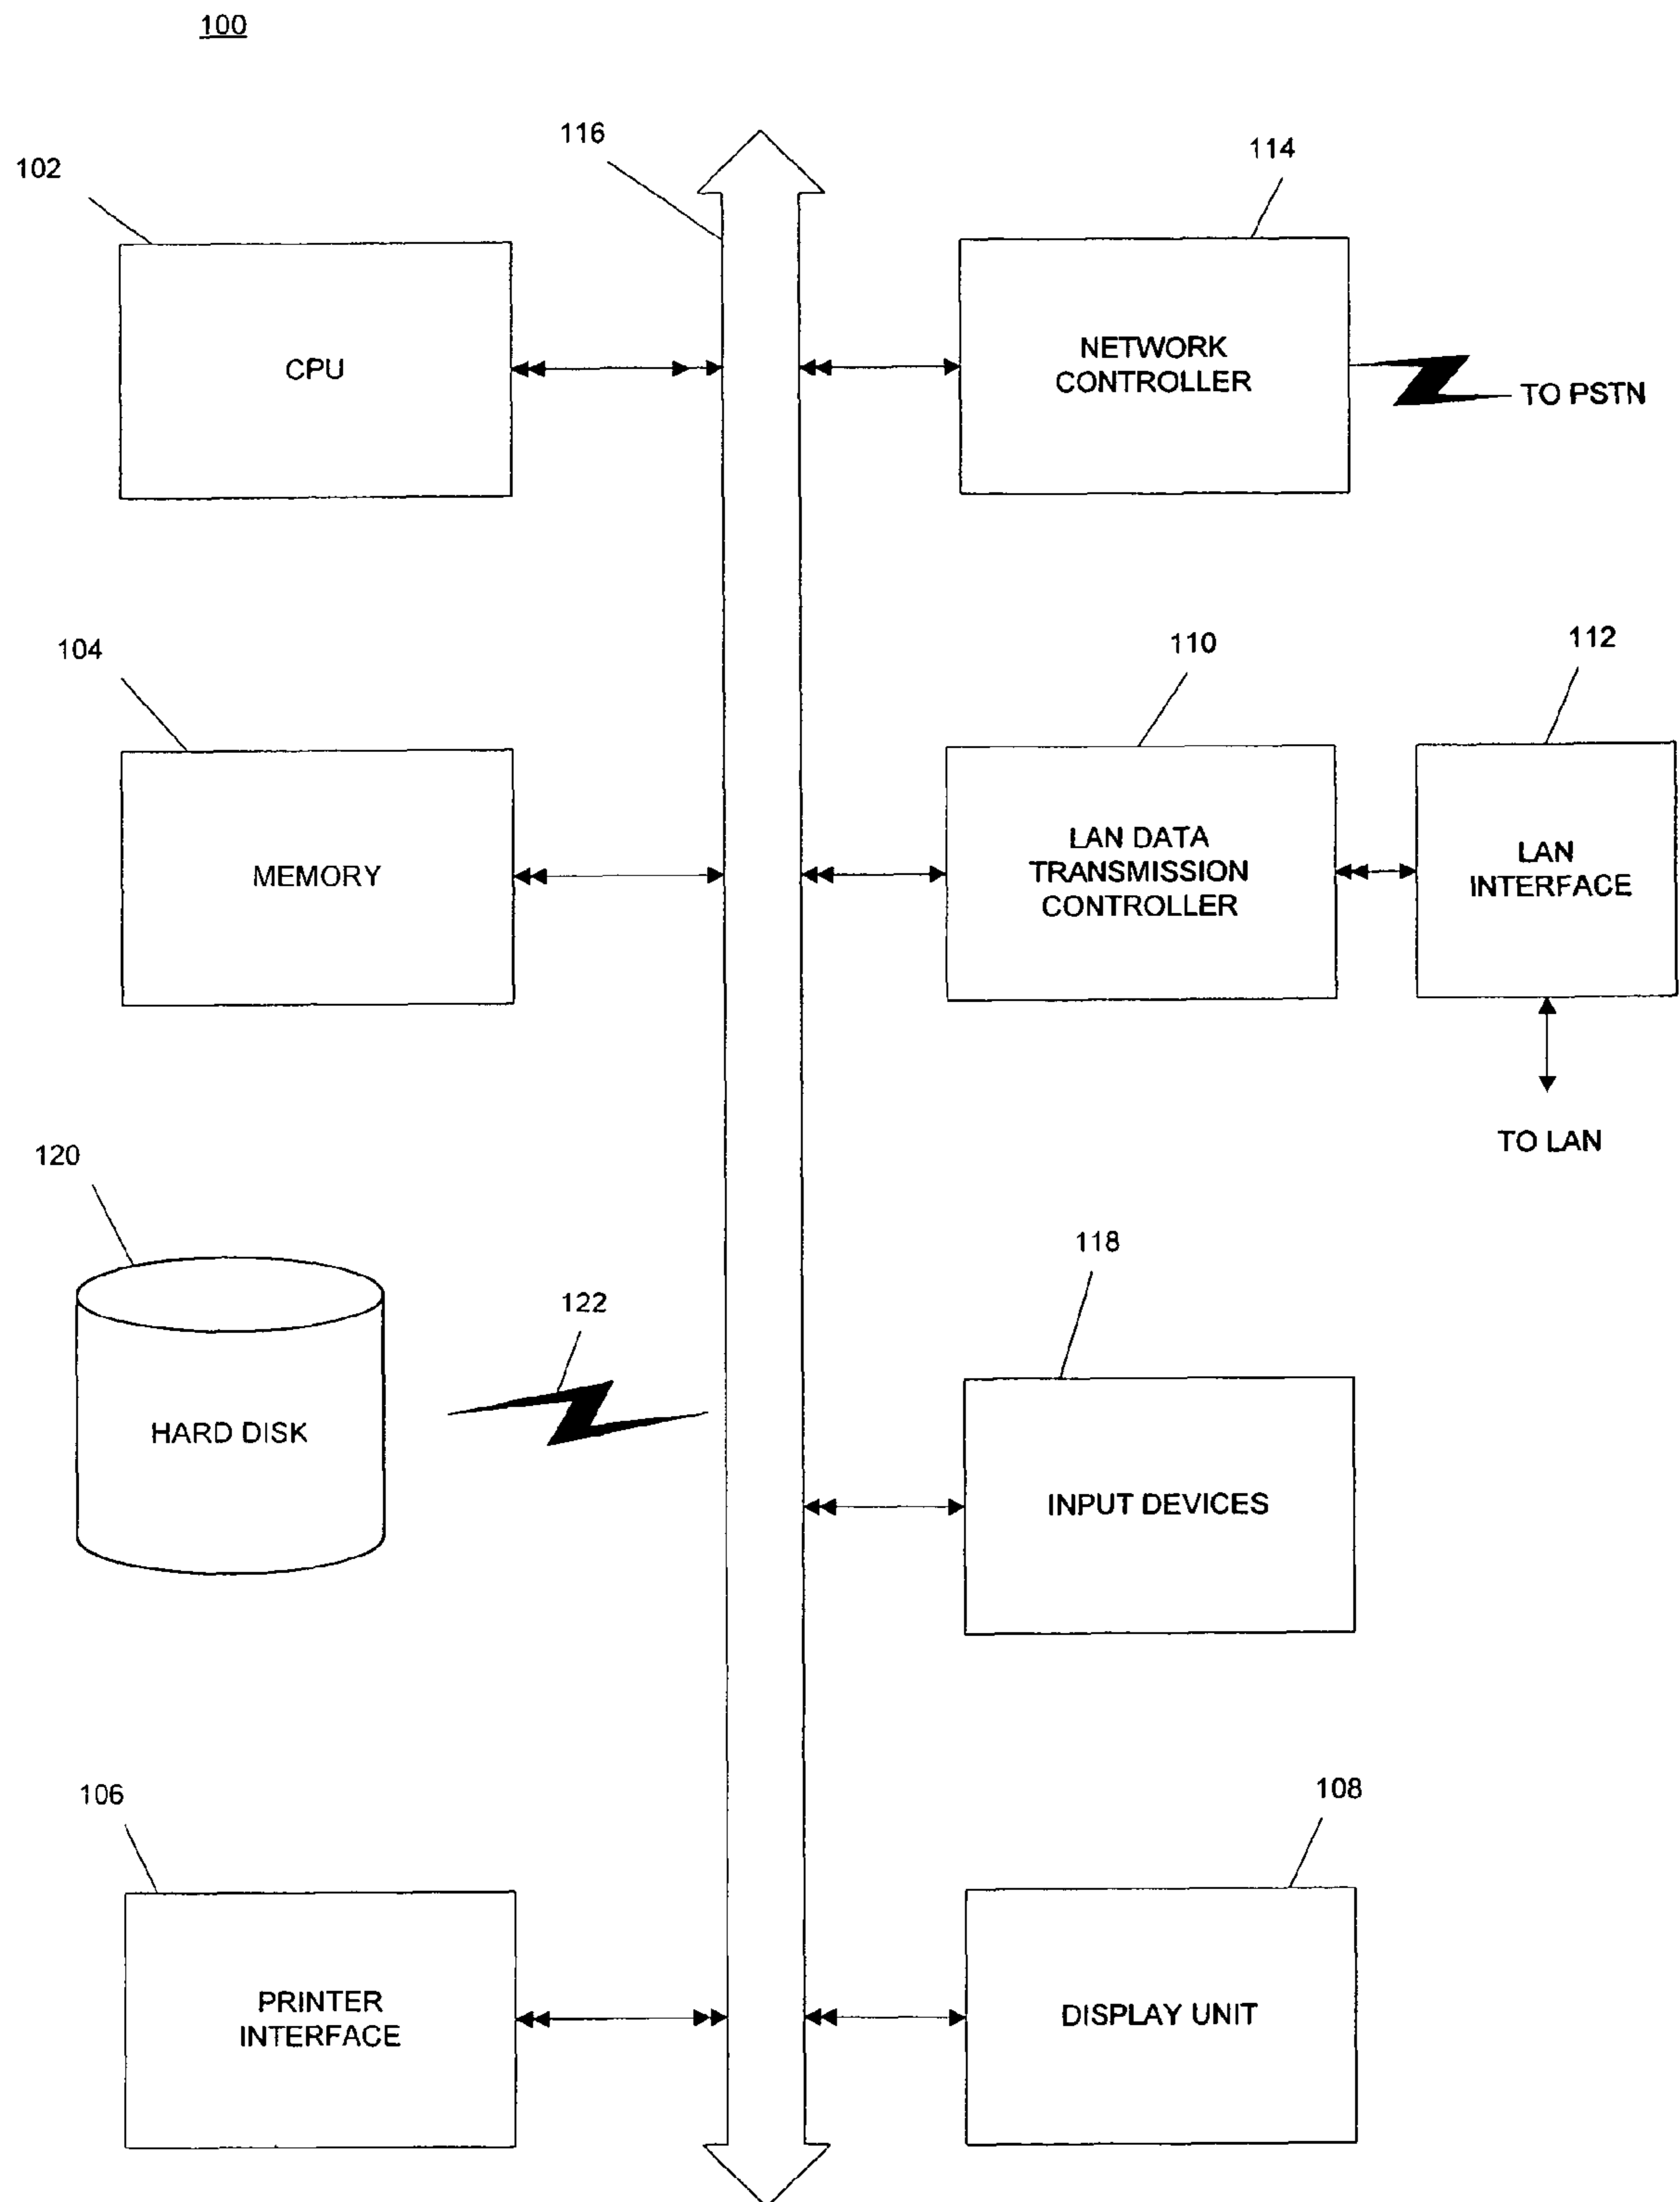 100
116
114
102
CPU
NETWORK
CONTROLLER
TO PSTN
104
110
112
MEMORY
LAN DATA
TRANSMISSION
CONTROLLER
LAN
INTERFACE
TO LAN
120
118
122
HARD DISK
INPUT DEVICES
106
108
PRINTER
INTERFACE
DISPLAY UNIT